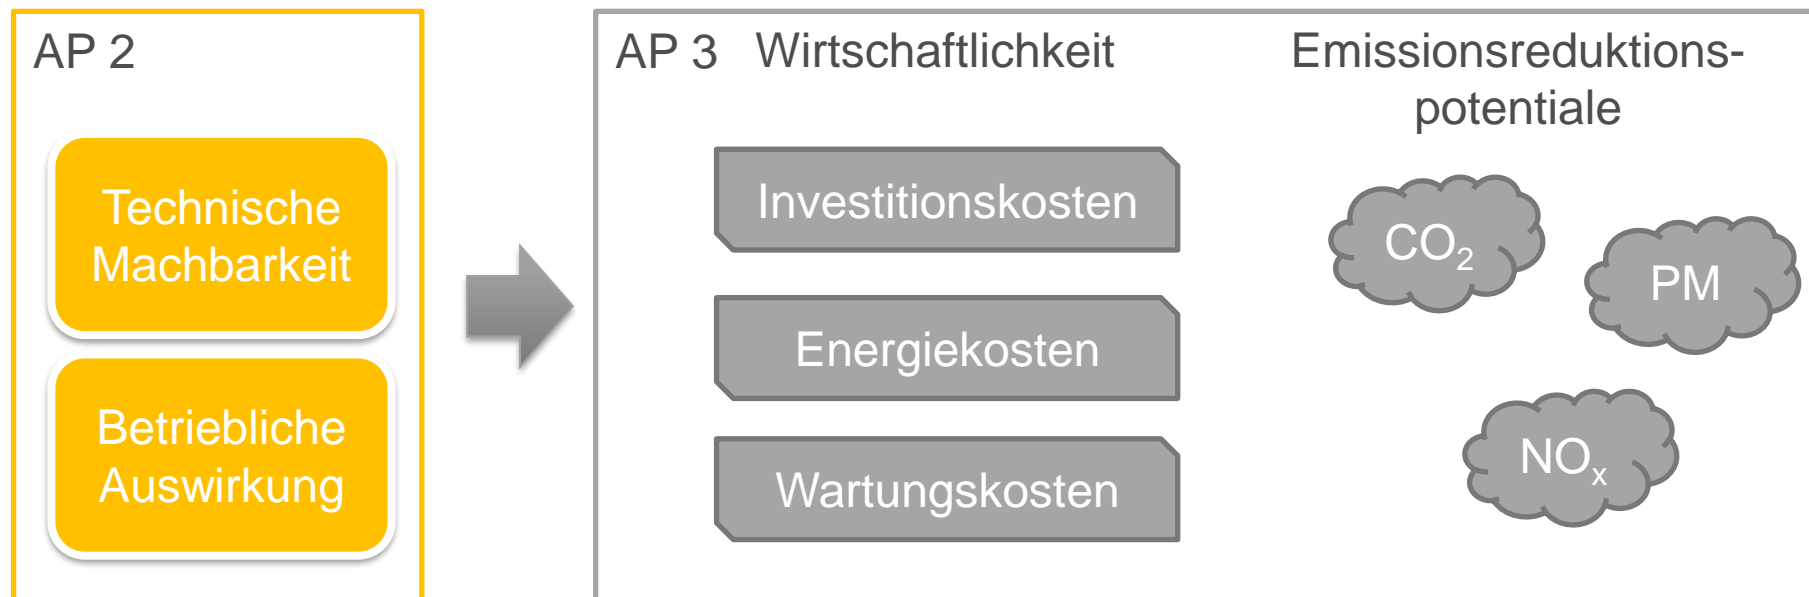 AP 2
Technische
Machbarkeit
Betriebliche
Auswirkung
AP 3 Wirtschaftlichkeit
Emissionsreduktions-
potentiale
Investitionskosten
Energiekosten
Wartungskosten
CO₂
PM
NOₓ